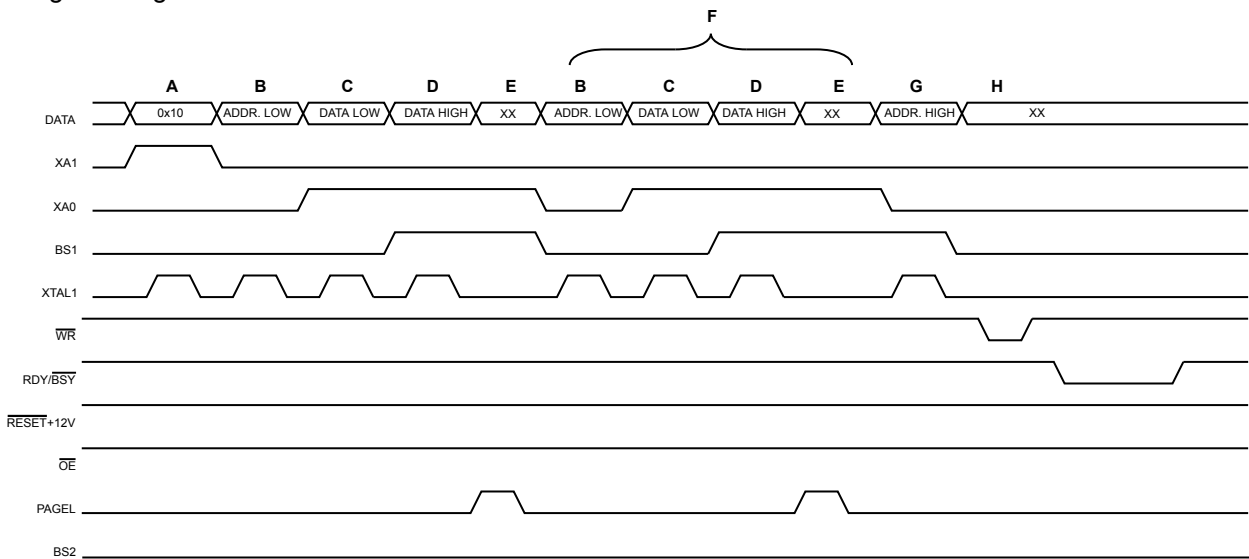 F
A B C D E B C D E G H
DATA 0x10 ADDR. LOW DATA LOW DATA HIGH XX ADDR. LOW DATA LOW DATA HIGH XX ADDR. HIGH XX
XA1
XA0
BS1
XTAL1
WR
RDY/BSY
RESET+12V
OE
PAGEL
BS2